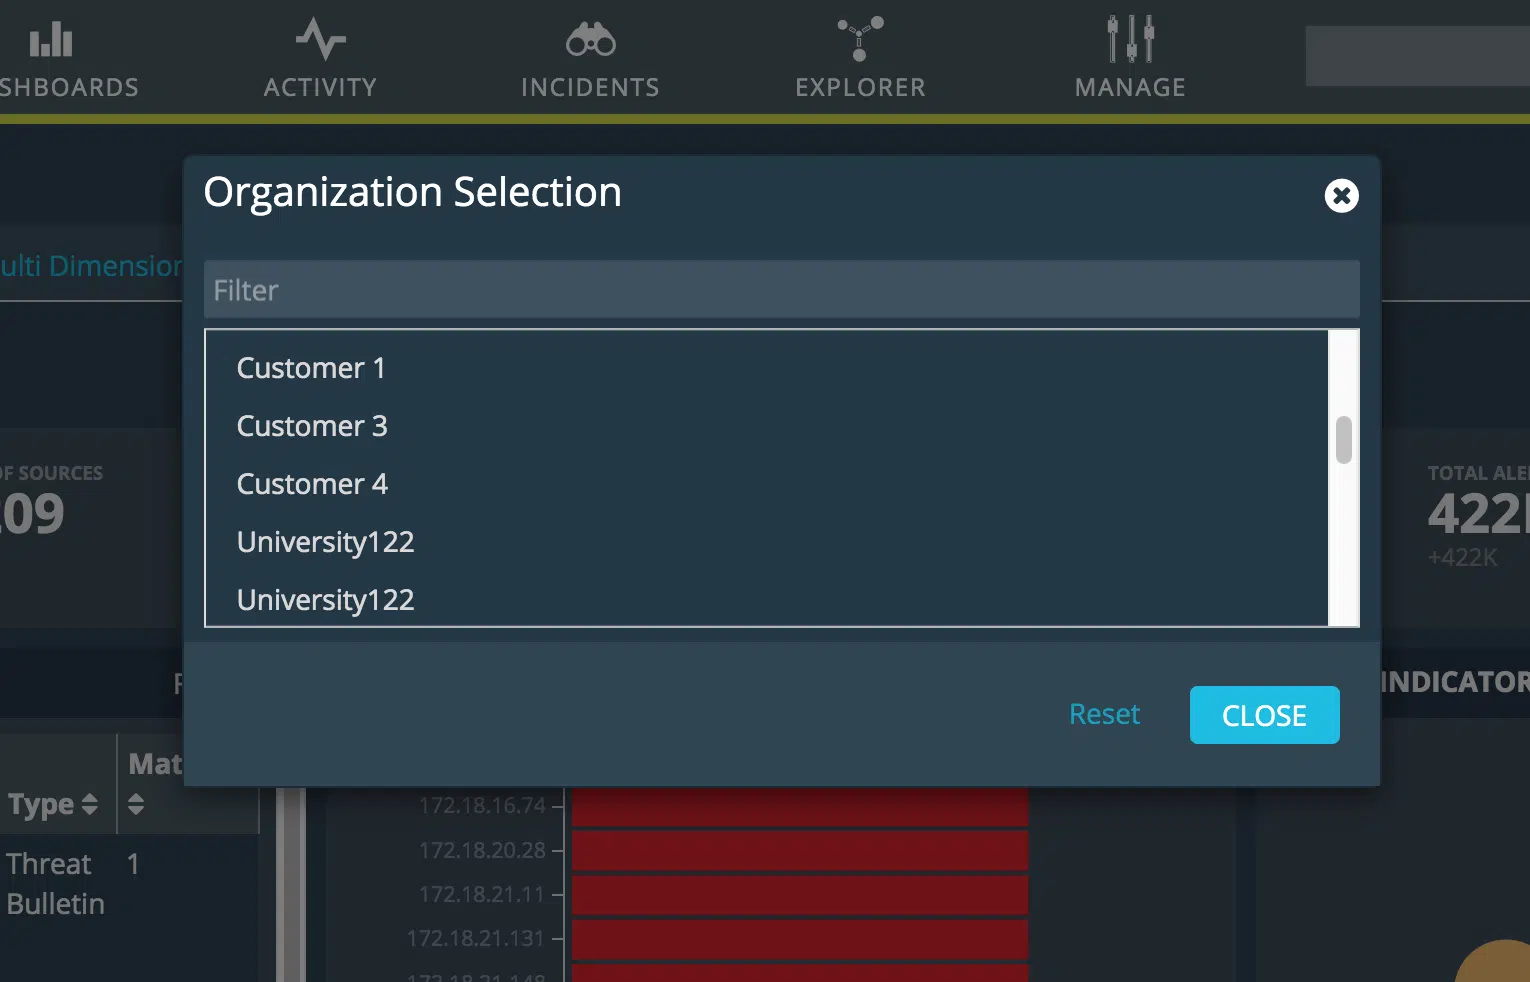 SHBOARDS ACTIVITY INCIDENTS EXPLORER MANAGE
Organization Selection
ulti Dimension
Filter
Customer 1
Customer 3
Customer 4
University122
University122
OF SOURCES
209
TOTAL ALE
422
+422K
Reset CLOSE
INDICATOR
Mat
Type
Threat 1
Bulletin
172.18.16.74
172.18.20.28
172.18.21.11
172.18.21.131